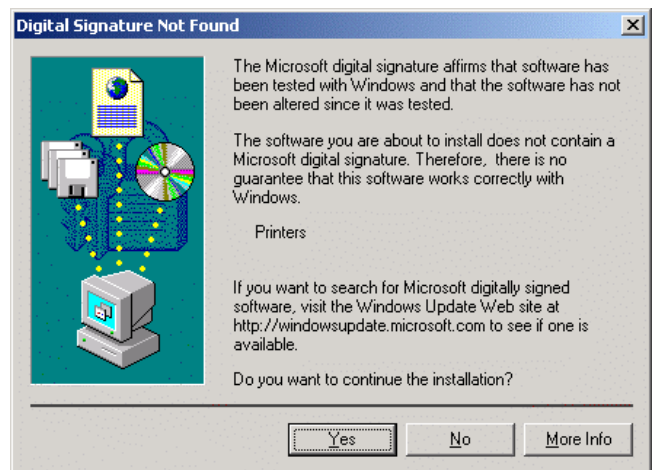 Digital Signature Not Found
The Microsoft digital signature affirms that software has
been tested with Windows and that the software has not
been altered since it was tested.
The software you are about to install does not contain a
Microsoft digital signature. Therefore, there is no
guarantee that this software works correctly with
Windows.
Printers
If you want to search for Microsoft digitally signed
software, visit the Windows Update Web site at
http://windowsupdate.microsoft.com to see if one is
available.
Do you want to continue the installation?
Yes
No
More Info